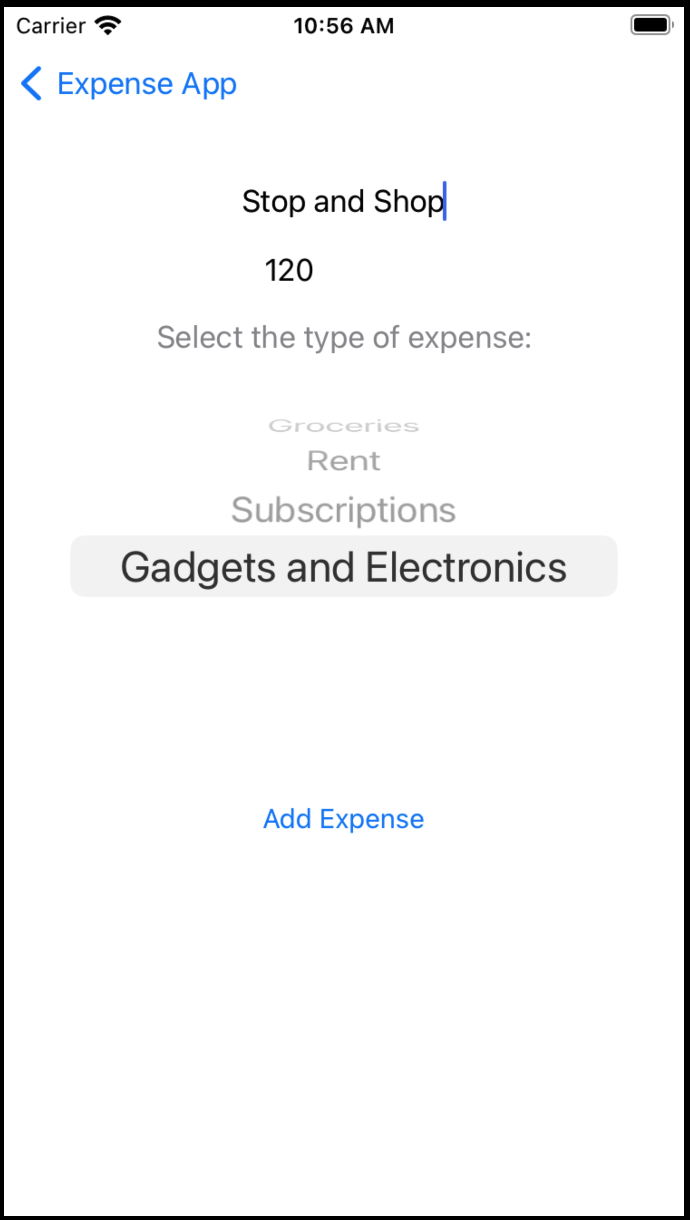 Carrier 10:56 AM
Expense App
Stop and Shop
120
Select the type of expense:
Groceries
Rent
Subscriptions
Gadgets and Electronics
Add Expense